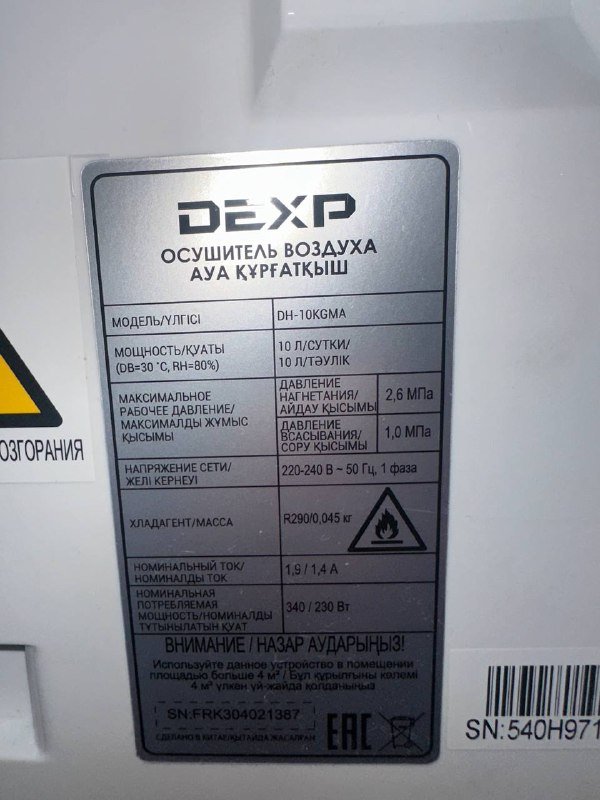 DEXP
ОСУШИТЕЛЬ ВОЗДУХА
АУА ҚҰРҒАТҚЫШ
МОДЕЛЬ/ҮЛГІСІ DH-10KGMA
МОЩНОСТЬ/ҚУАТЫ
(DB=30 °C, RH=80%)
10 Л/СУТКИ/
10 Л/ТӘУЛІК
МАКСИМАЛЬНОЕ
РАБОЧЕЕ ДАВЛЕНИЕ/
МАКСИМАЛДЫ ЖҰМЫС
ҚЫСЫМЫ
ДАВЛЕНИЕ
НАГНЕТАНИЯ/
АЙДАУ ҚЫСЫМЫ
2,6 МПа
ДАВЛЕНИЕ
ВСАСЫВАНИЯ/
СОРУ ҚЫСЫМЫ
1,0 МПа
НАПРЯЖЕНИЕ СЕТИ/
ЖЕЛІ КЕРНЕУІ
220-240 В ~ 50 Гц, 1 фаза
ХЛАДАГЕНТ/МАССА R290/0,045 кг
НОМИНАЛЬНЫЙ ТОК/
НОМИНАЛДЫ ТОК
1,9 / 1,4 А
НОМИНАЛЬНАЯ
ПОТРЕБЛЯЕМАЯ
МОЩНОСТЬ/НОМИНАЛДЫ
ТҰТЫНЫЛАТЫН ҚУАТ
340 / 230 Вт
ВНИМАНИЕ / НАЗАР АУДАРЫҢЫЗ!
Используйте данное устройство в помещении
площадью больше 4 м² / Бұл құрылғыны көлемі
4 м² үлкен үй-жайда қолданыңыз
SN:FRK304021387
EAC
СДЕЛАНО В КИТАЕ/ҚЫТАЙДА ЖАСАЛҒАН
ОЗГОРАНИЯ
SN:540H971